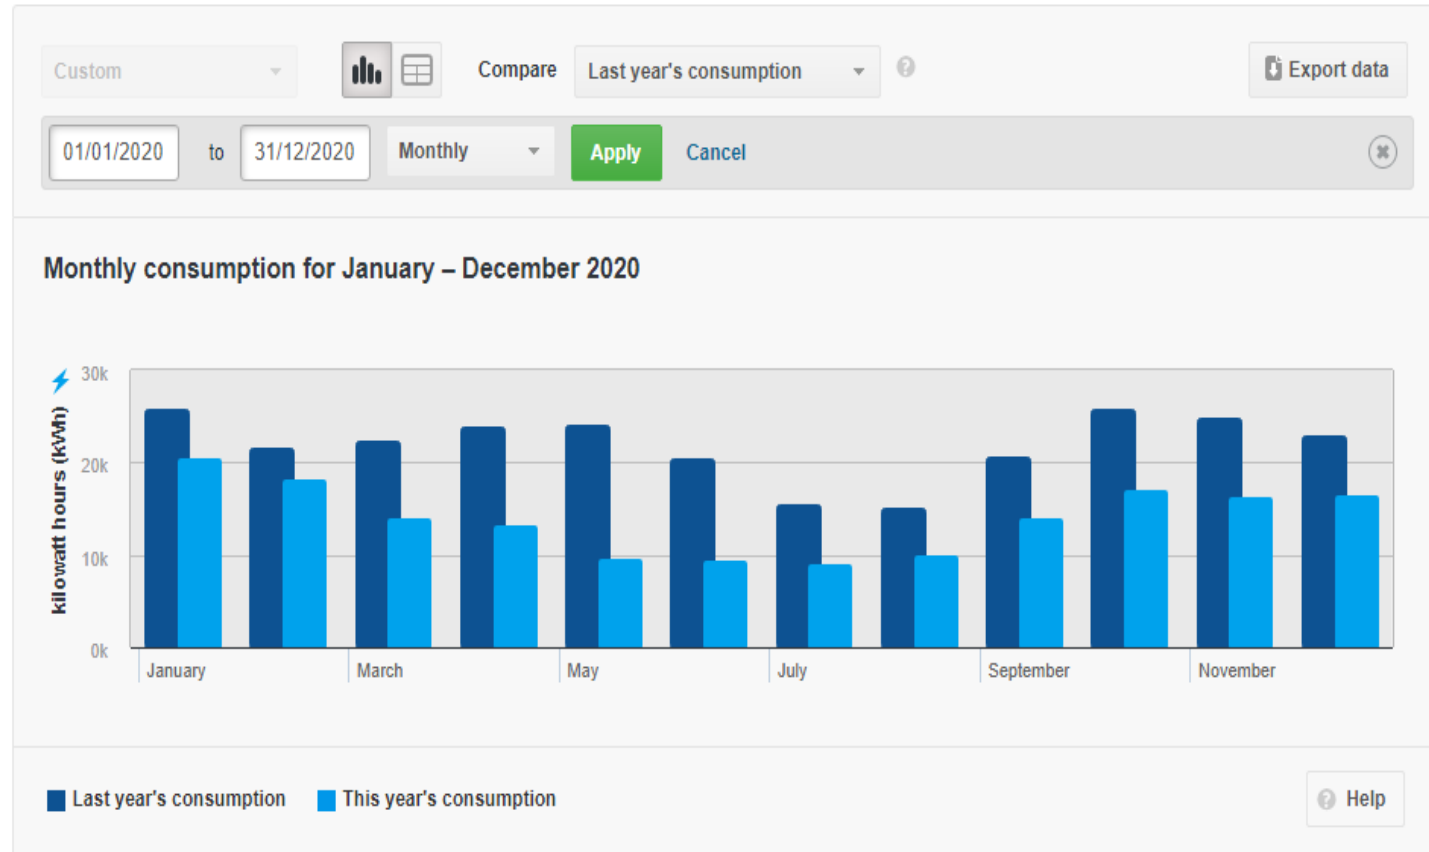 Custom
Compare
Last year's consumption
Export data
01/01/2020 to 31/12/2020 Monthly Apply Cancel
Monthly consumption for January – December 2020
kilowatt hours (kWh)
30k
20k
10k
0k
January March May July September November
Last year's consumption This year's consumption
Help